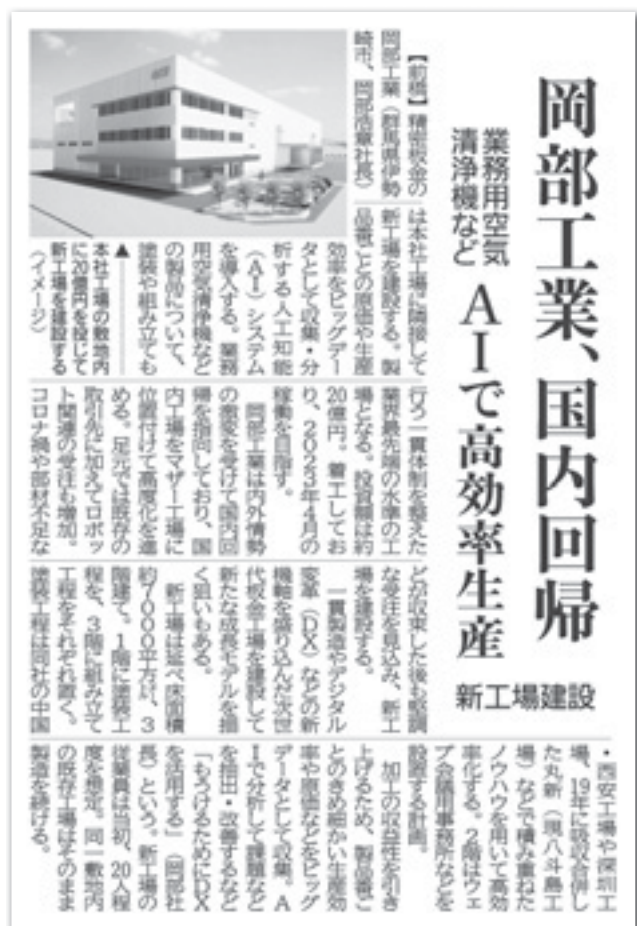 岡部工業、国内回帰
業務用空気
清浄機など
AIで高効率生産
新工場建設
【前橋】精密板金の
岡部工業(群馬県伊勢
崎市、岡部浩章社長)
は本社工場に隣接して
新工場を建設する。製
品番ごとの原価や生産
効率をビッグデー
タとして収集・分
析する人工知能
(AI)システム
を導入する。業務
用空気清浄機など
の製品について、
塗装や組み立ても
▲
本社工場の敷地内
に20億円を投じて
新工場を建設する
(イメージ)
行う一貫体制を整えた
業界最先端の水準の工
場となる。投資額は約
20億円。着工してお
り、2023年4月の
稼働を目指す。
岡部工業は内外情勢
の激変を受けて国内回
帰を指向しており、国
内工場をマザー工場に
位置付けて高度化を進
める。足元では既存の
取引先に加えてロボッ
ト関連の受注も増加。
コロナ禍や部材不足な
どが収束した後も堅調
な受注を見込み、新工
場を建設する。
一貫製造やデジタル
変革(DX)などの新
機軸を盛り込んだ次世
代板金工場を建設して
新たな成長モデルを描
く狙いもある。
新工場は延べ床面積
約7000平方㍍、3
階建て。1階に塗装工
程を、3階に組み立て
工程をそれぞれ置く。
塗装工程は同社の中国
・西安工場や深圳工
場、19年に吸収合併し
た丸新(現八斗島工
場)などで積み重ねた
ノウハウを用いて高効
率化する。2階はウェ
ブ会議用事務所などを
設置する計画。
加工の収益性を引き
上げるため、製品番ご
とのきめ細かい生産効
率や原価などをビッグ
データとして収集。A
Iで分析して課題など
を抽出・改善するなど
「もうけるためにDX
を活用する」(岡部社
長)という。新工場の
従業員は当初、20人程
度を想定。同一敷地内
の既存工場はそのまま
製造を続ける。